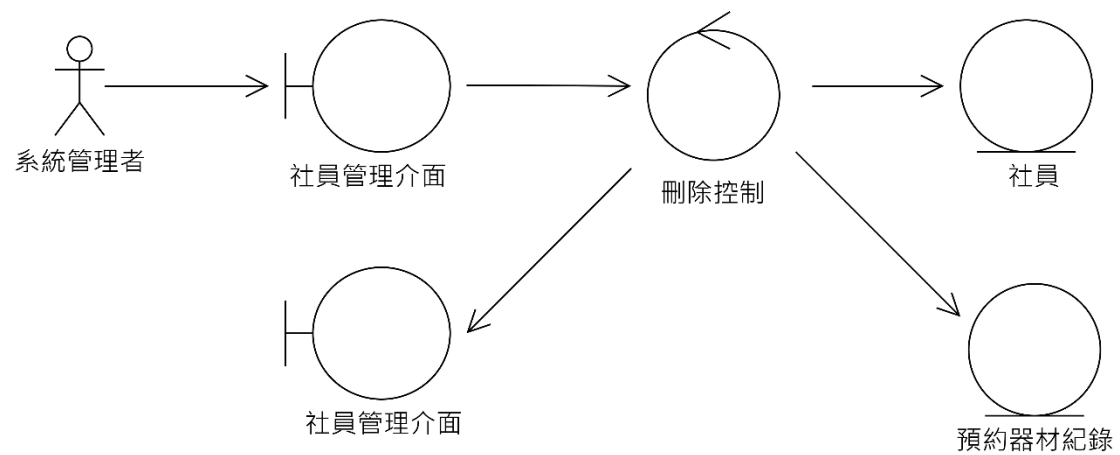 系統管理者
社員管理介面
刪除控制
社員
社員管理介面
預約器材紀錄